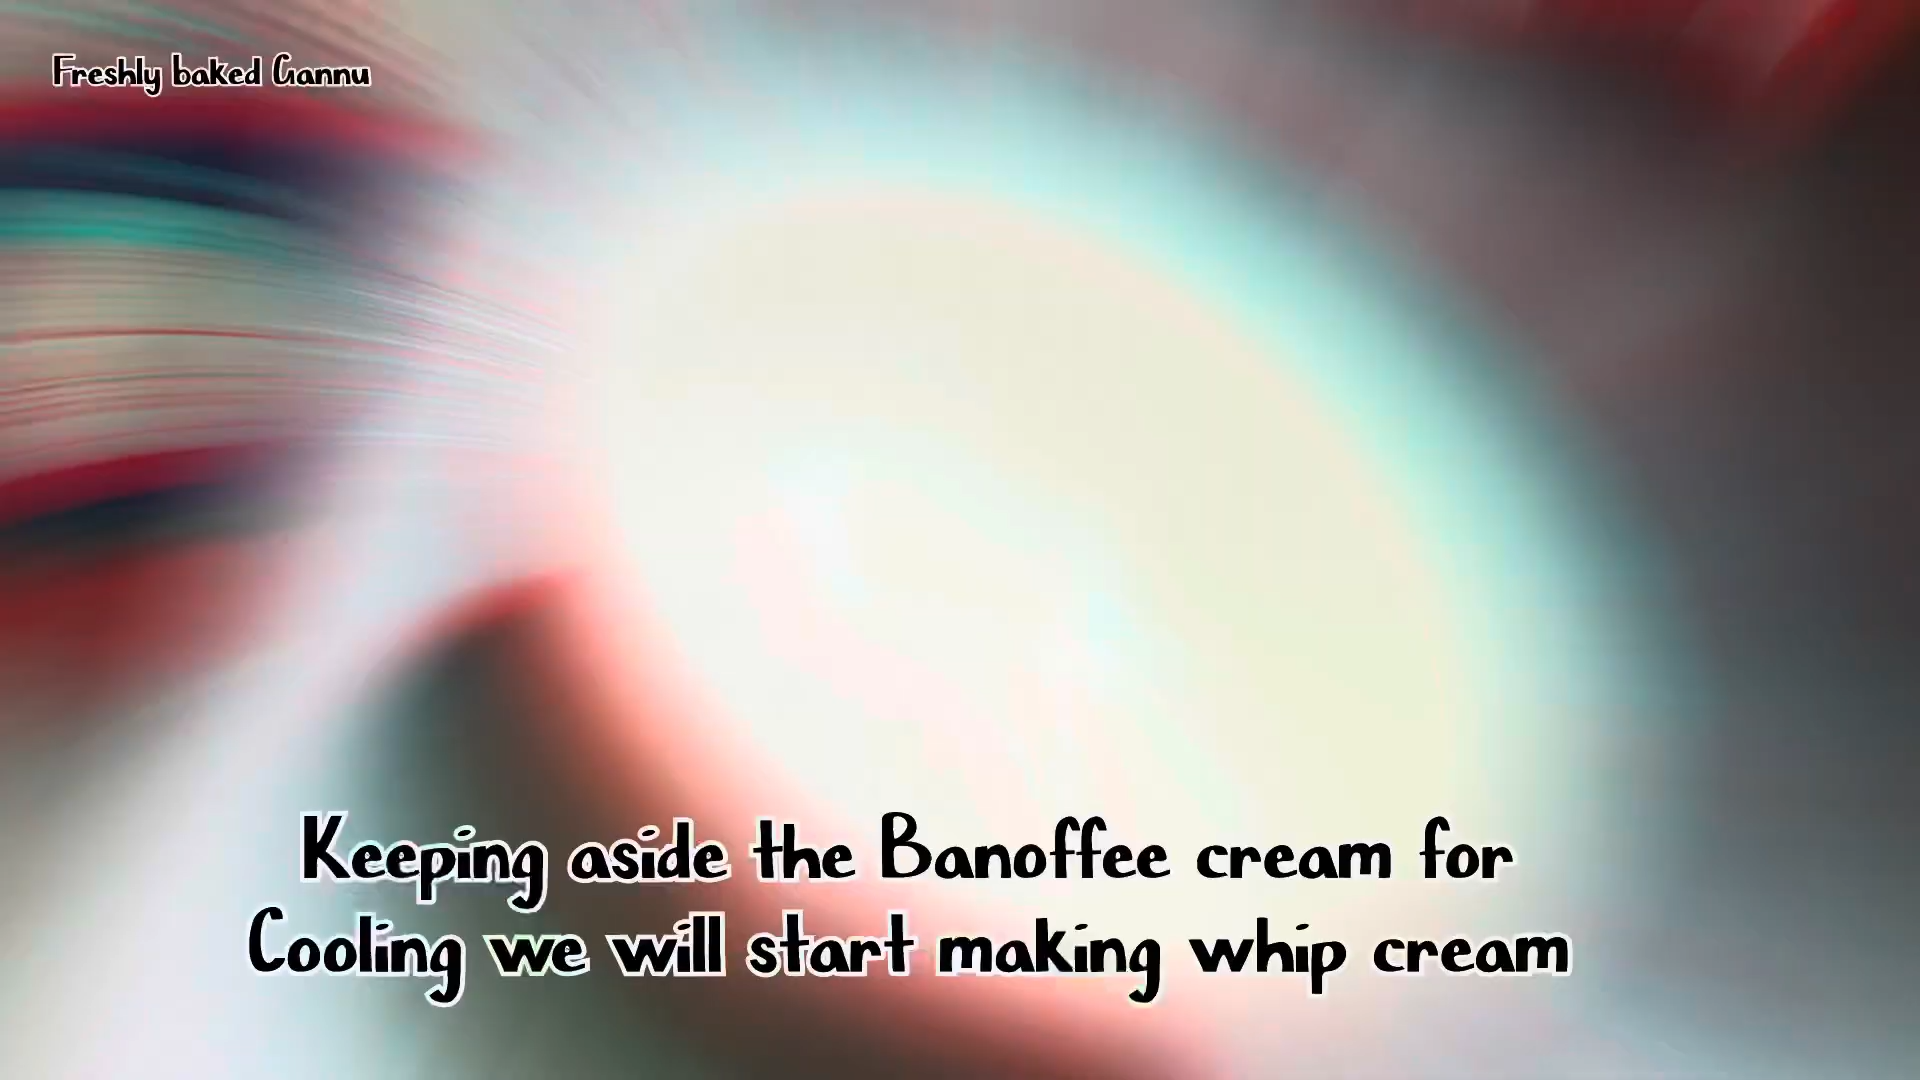 Freshly baked Gannu
Keeping aside the Banoffee cream for
Cooling we will start making whip cream